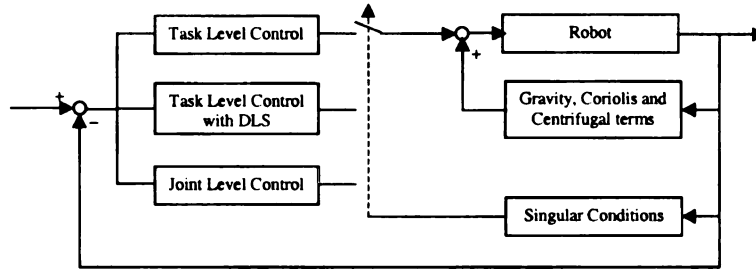 Task Level Control
Robot
+
+
Task Level Control
with DLS
Gravity, Coriolis and
Centrifugal terms
−
Joint Level Control
Singular Conditions